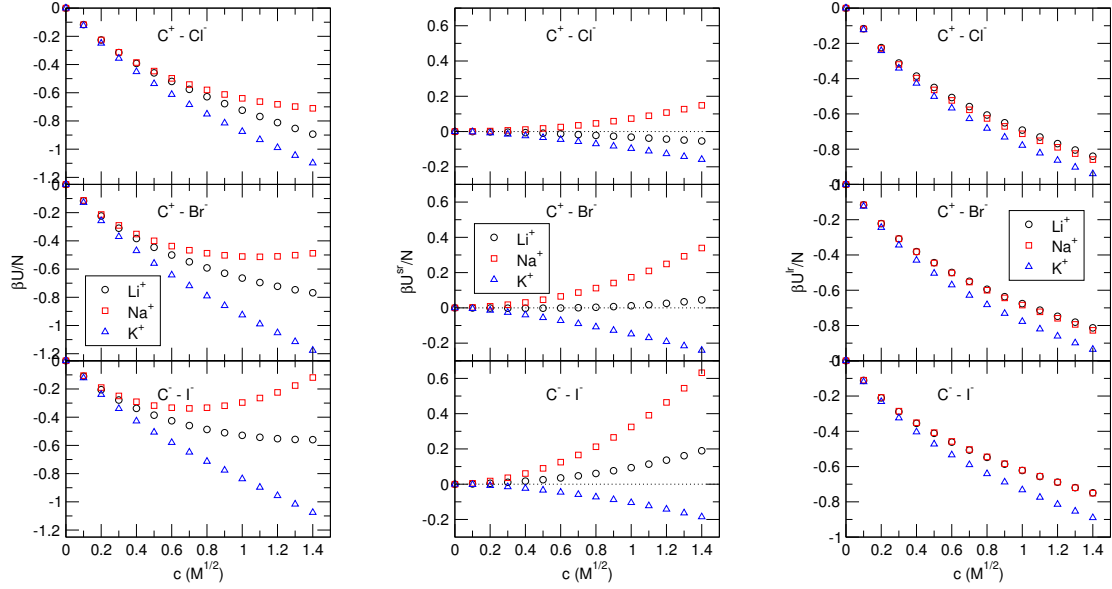 C⁺ - Cl⁻
0
-0.2
-0.4
-0.6
-0.8
-1
-1.2
C⁺ - Br⁻
0
-0.2
-0.4
-0.6
-0.8
-1
-1.2
βU/N
Li⁺
Na⁺
K⁺
C⁻ - I⁻
0
-0.2
-0.4
-0.6
-0.8
-1
-1.2
0 0.2 0.4 0.6 0.8 1 1.2 1.4
c (M^{1/2})
C⁺ - Cl⁻
0.6
0.4
0.2
0
-0.2
C⁺ - Br⁻
0.6
0.4
0.2
0
-0.2
βU^{sr}/N
Li⁺
Na⁺
K⁺
C⁻ - I⁻
0.6
0.4
0.2
0
-0.2
0 0.2 0.4 0.6 0.8 1 1.2 1.4
c (M^{1/2})
C⁺ - Cl⁻
0
-0.2
-0.4
-0.6
-0.8
-1
C⁺ - Br⁻
0
-0.2
-0.4
-0.6
-0.8
-1
βU^{lr}/N
Li⁺
Na⁺
K⁺
C⁻ - I⁻
0
-0.2
-0.4
-0.6
-0.8
-1
0 0.2 0.4 0.6 0.8 1 1.2 1.4
c (M^{1/2})